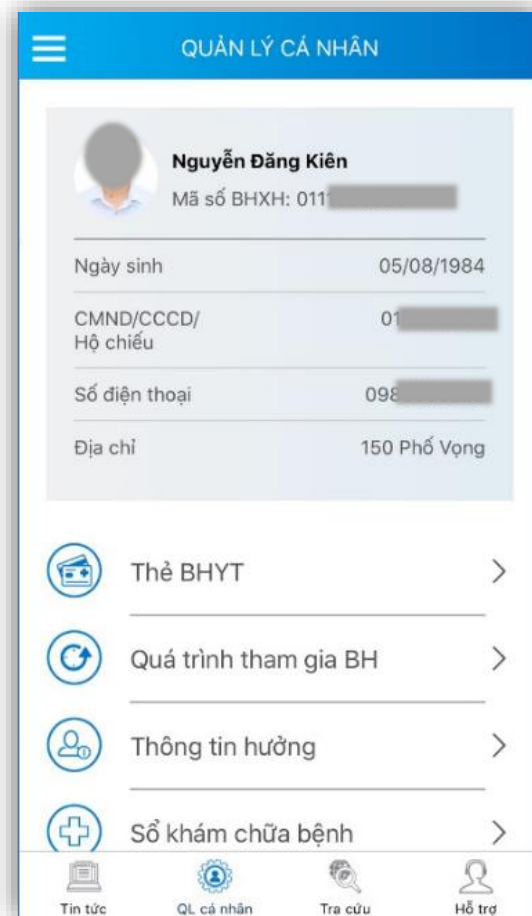 QUẢN LÝ CÁ NHÂN
Nguyễn Đăng Kiên
Mã số BHXH: 011
Ngày sinh 05/08/1984
CMND/CCCD/ 01
Hộ chiếu
Số điện thoại 098
Địa chỉ 150 Phố Vọng
Thẻ BHYT
Quá trình tham gia BH
Thông tin hưởng
Sổ khám chữa bệnh
Tin tức QL cá nhân Tra cứu Hỗ trợ